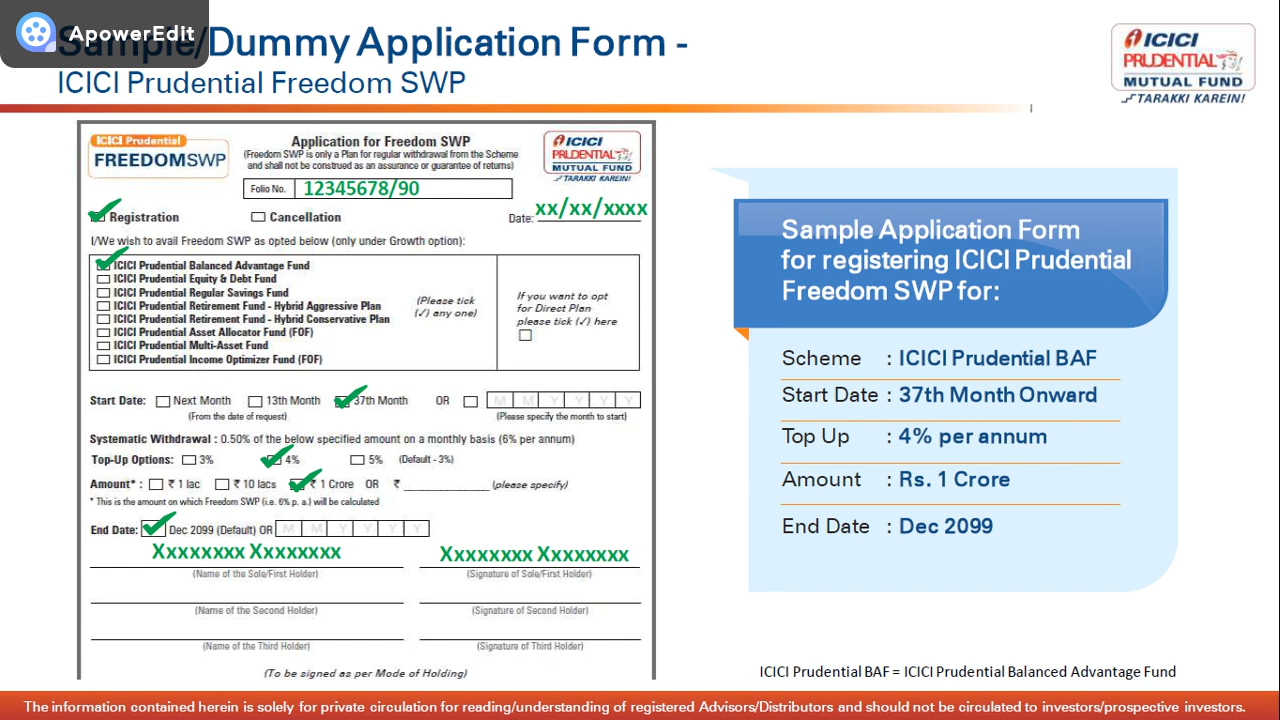 ApowerEdit
Sample/Dummy Application Form -
ICICI Prudential Freedom SWP
ICICI
PRUDENTIAL
MUTUAL FUND
TARAKKI KAREIN!
ICICI Prudential
FREEDOMSWP
Application for Freedom SWP
(Freedom SWP is only a Plan for regular withdrawal from the Scheme
and shall not be construed as an assurance or guarantee of returns)
ICICI
PRUDENTIAL
MUTUAL FUND
TARAKKI KAREIN!
Folio No. 12345678/90
Registration Cancellation Date: xx/xx/xxxx
I/We wish to avail Freedom SWP as opted below (only under Growth option):
ICICI Prudential Balanced Advantage Fund
ICICI Prudential Equity & Debt Fund
ICICI Prudential Regular Savings Fund
ICICI Prudential Retirement Fund - Hybrid Aggressive Plan
ICICI Prudential Retirement Fund - Hybrid Conservative Plan
ICICI Prudential Asset Allocator Fund (FOF)
ICICI Prudential Multi-Asset Fund
ICICI Prudential Income Optimizer Fund (FOF)
(Please tick
(✓) any one)
If you want to opt
for Direct Plan
please tick (✓) here
Start Date: Next Month 13th Month 37th Month OR M M Y Y Y Y
(From the date of request) (Please specify the month to start)
Systematic Withdrawal : 0.50% of the below specified amount on a monthly basis (6% per annum)
Top-Up Options: 3% 4% 5% (Default - 3%)
Amount* : ₹ 1 lac ₹ 10 lacs ₹ 1 Crore OR ₹ ______________ (please specify)
* This is the amount on which Freedom SWP (i.e. 6% p. a.) will be calculated
End Date: Dec 2099 (Default) OR M M Y Y Y Y
Xxxxxxxx Xxxxxxxx Xxxxxxxx Xxxxxxxx
(Name of the Sole/First Holder) (Signature of Sole/First Holder)
(Name of the Second Holder) (Signature of Second Holder)
(Name of the Third Holder) (Signature of Third Holder)
(To be signed as per Mode of Holding)
Sample Application Form
for registering ICICI Prudential
Freedom SWP for:
Scheme : ICICI Prudential BAF
Start Date : 37th Month Onward
Top Up : 4% per annum
Amount : Rs. 1 Crore
End Date : Dec 2099
ICICI Prudential BAF = ICICI Prudential Balanced Advantage Fund
The information contained herein is solely for private circulation for reading/understanding of registered Advisors/Distributors and should not be circulated to investors/prospective investors.